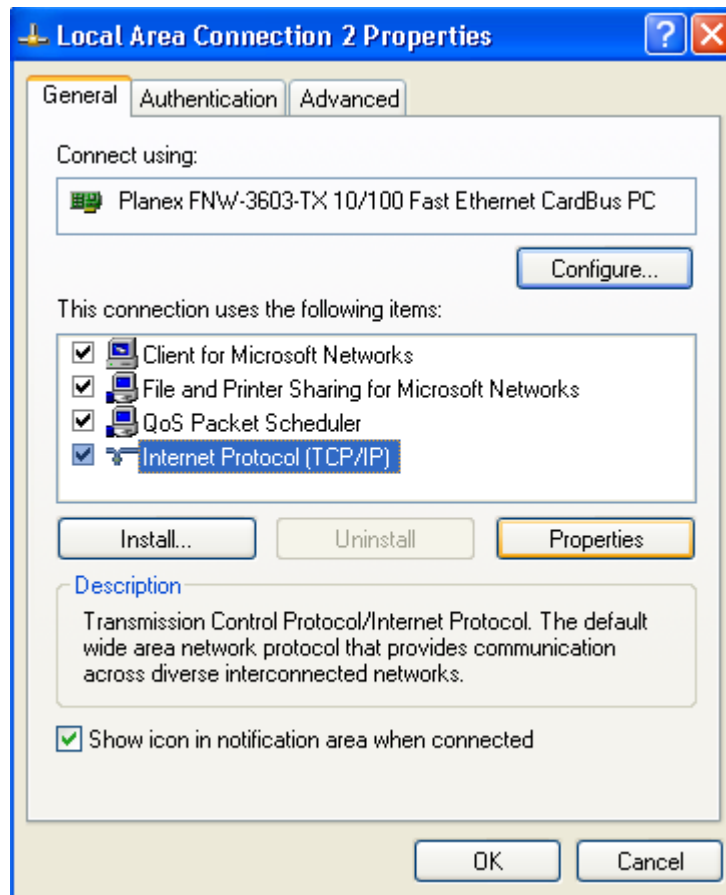 Local Area Connection 2 Properties
General Authentication Advanced
Connect using:
Planex FNW-3603-TX 10/100 Fast Ethernet CardBus PC
Configure...
This connection uses the following items:
Client for Microsoft Networks
File and Printer Sharing for Microsoft Networks
QoS Packet Scheduler
Internet Protocol (TCP/IP)
Install... Uninstall Properties
Description
Transmission Control Protocol/Internet Protocol. The default
wide area network protocol that provides communication
across diverse interconnected networks.
Show icon in notification area when connected
OK Cancel